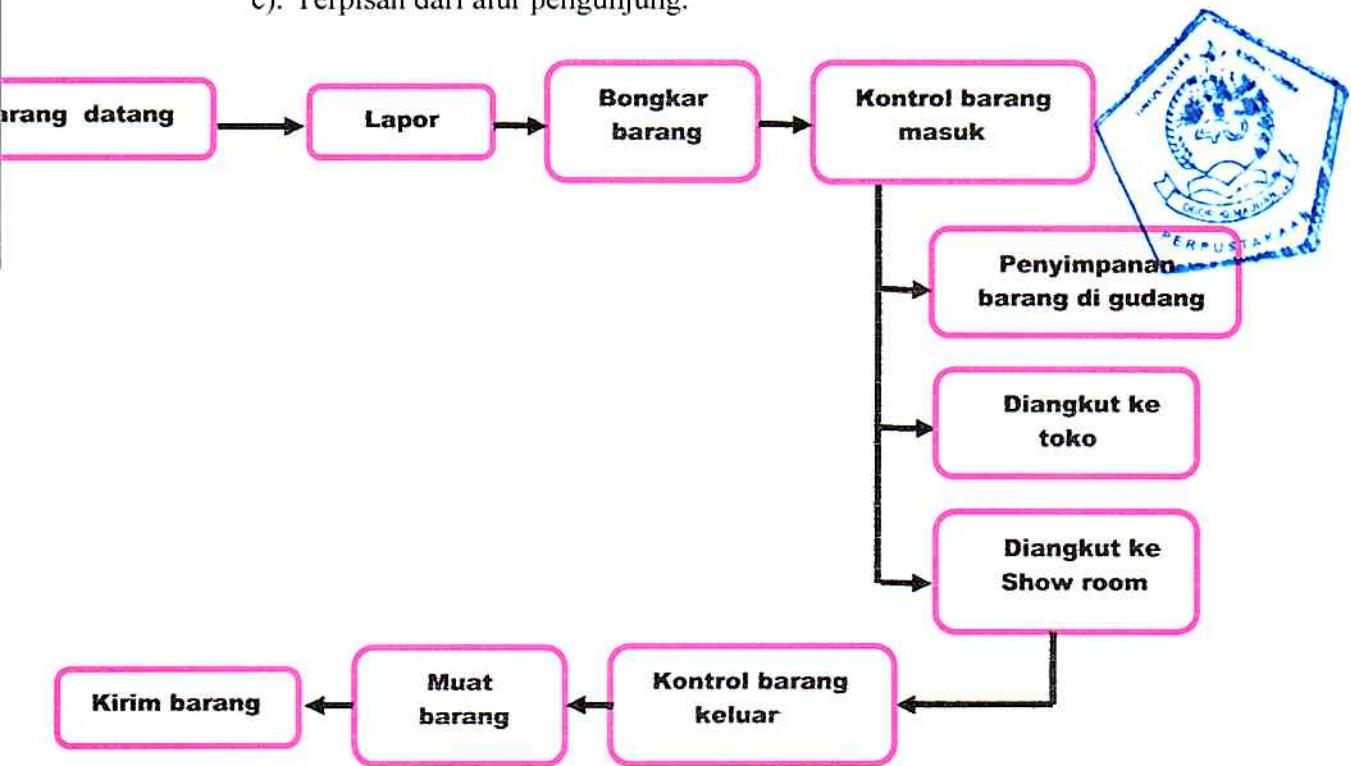 c). Terpisah dari alur pengunjung.
arang datang
Lapor
Bongkar
barang
Kontrol barang
masuk
PERPUSTAKAAN
Penyimpanan
barang di gudang
Diangkut ke
toko
Diangkut ke
Show room
Kontrol barang
keluar
Muat
barang
Kirim barang